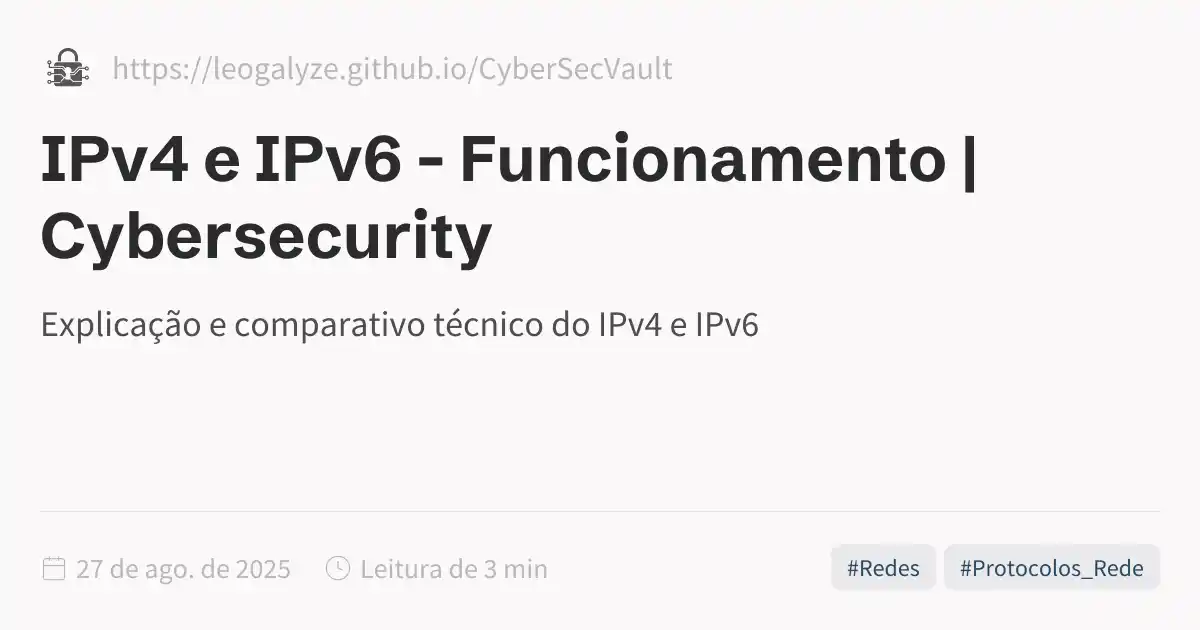 https://leogalyze.github.io/CyberSecVault
IPv4 e IPv6 - Funcionamento |
Cybersecurity
Explicação e comparativo técnico do IPv4 e IPv6
27 de ago. de 2025 Leitura de 3 min #Redes #Protocolos_Rede